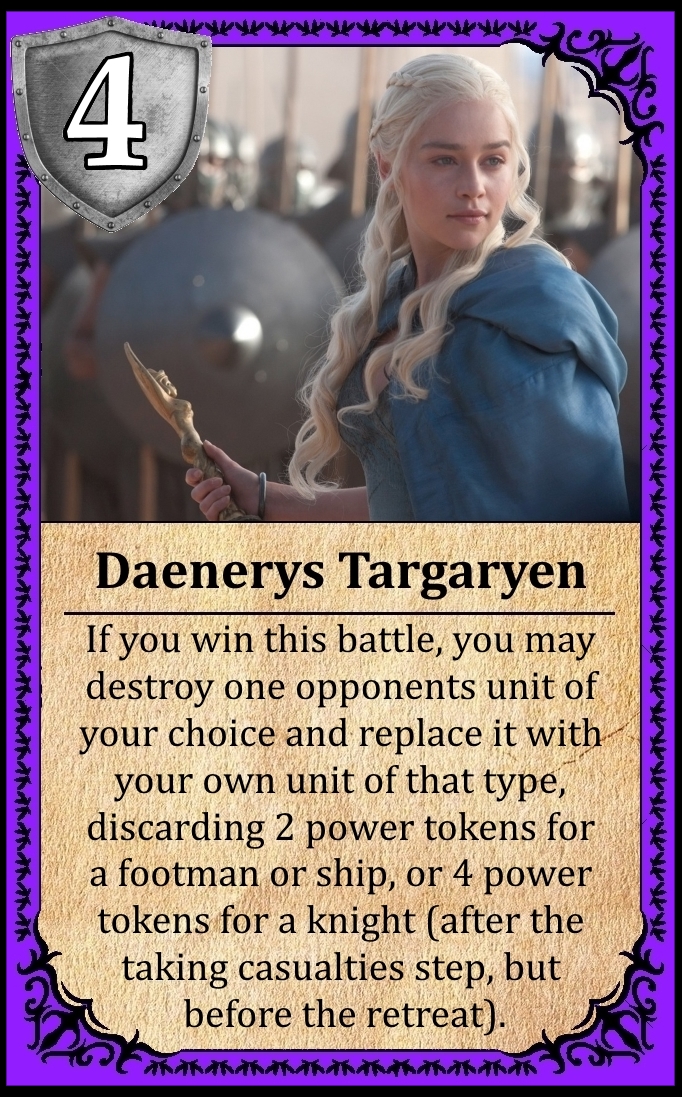 4
Daenerys Targaryen
If you win this battle, you may
destroy one opponents unit of
your choice and replace it with
your own unit of that type,
discarding 2 power tokens for
a footman or ship, or 4 power
tokens for a knight (after the
taking casualties step, but
before the retreat).